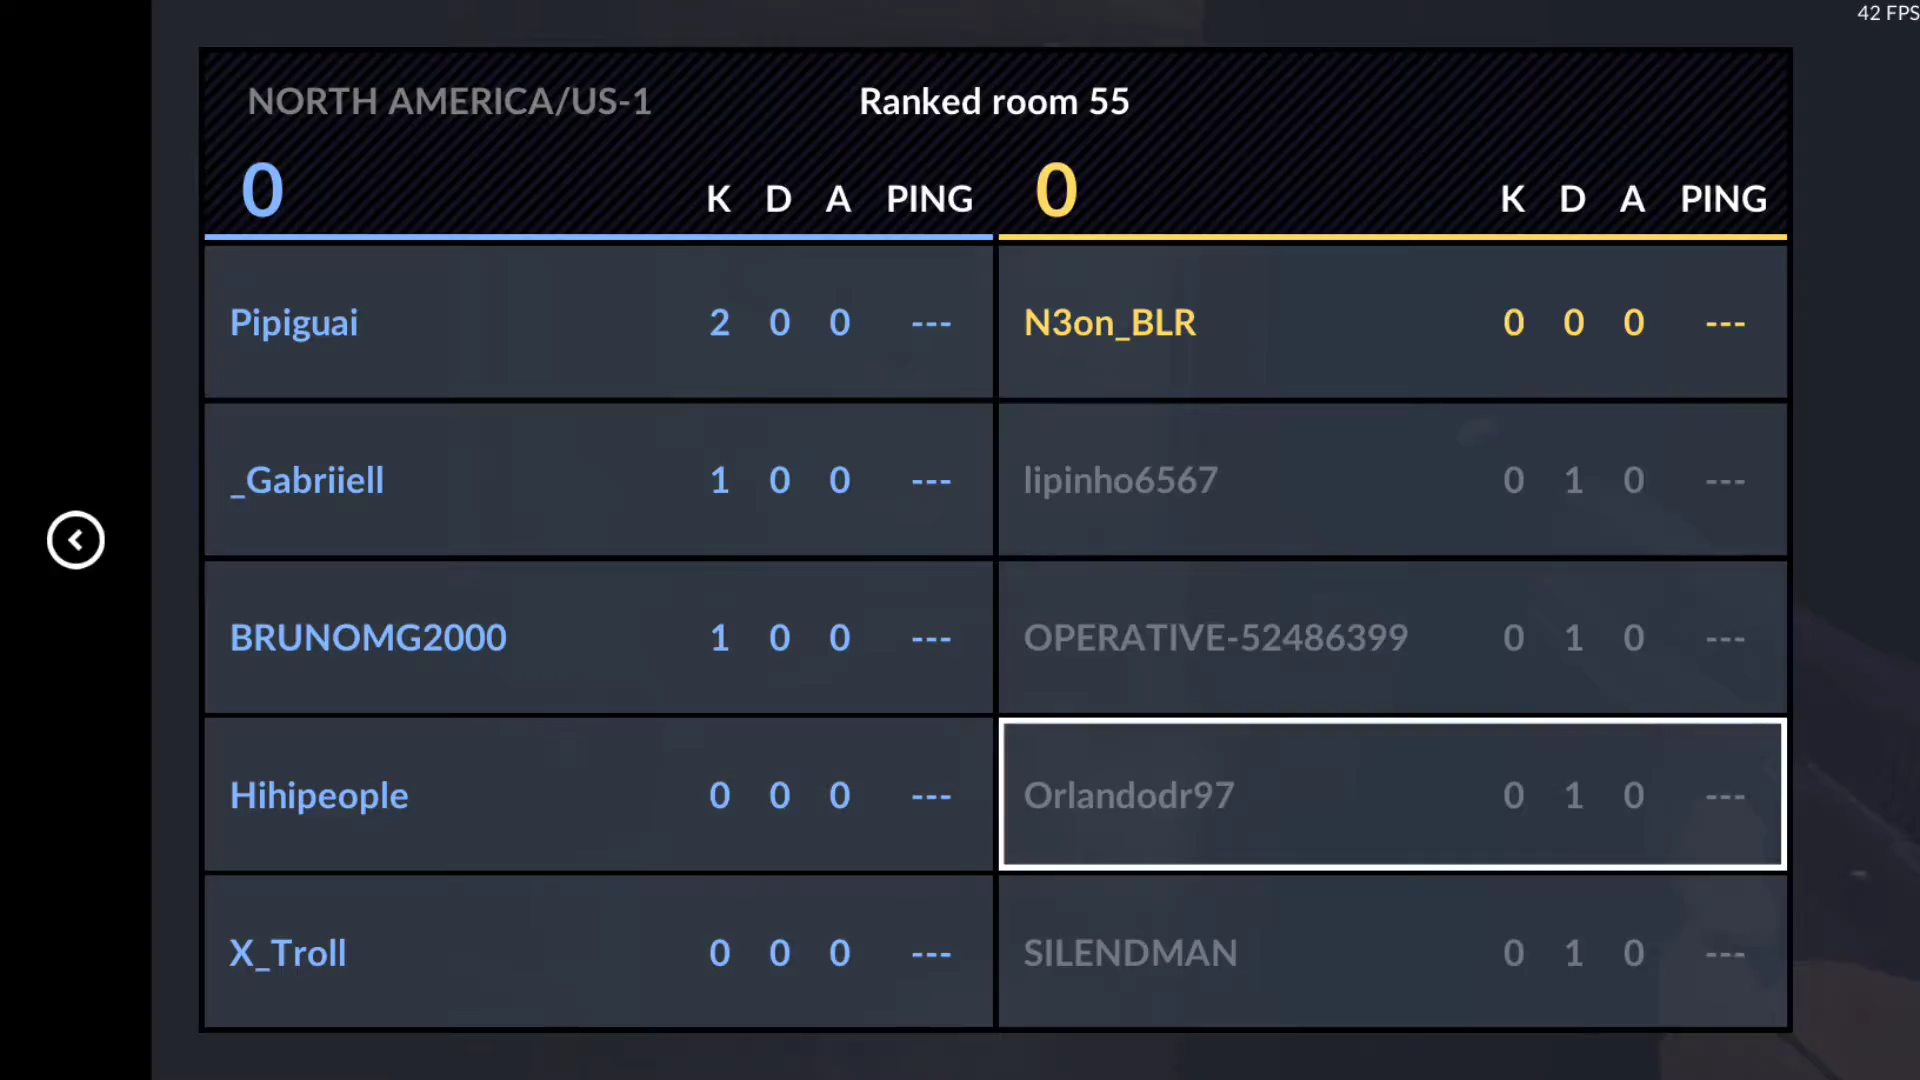 42 FPS
NORTH AMERICA/US-1 Ranked room 55
0 K D A PING 0 K D A PING
Pipiguai 2 0 0 --- N3on_BLR 0 0 0 ---
_Gabriiell 1 0 0 --- lipinho6567 0 1 0 ---
BRUNOMG2000 1 0 0 --- OPERATIVE-52486399 0 1 0 ---
Hihipeople 0 0 0 --- Orlandodr97 0 1 0 ---
X_Troll 0 0 0 --- SILENDMAN 0 1 0 ---